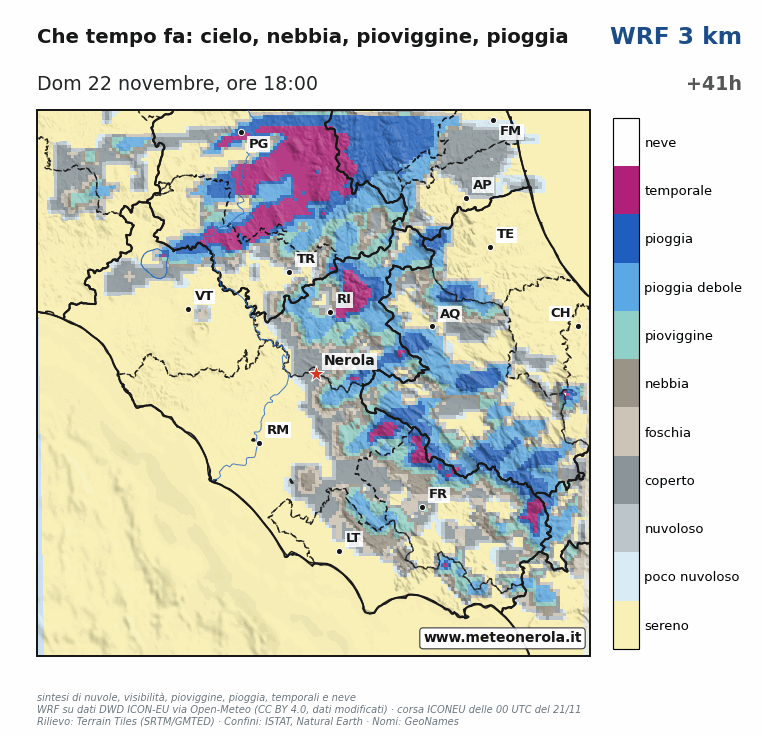 Che tempo fa: cielo, nebbia, pioviggine, pioggia
WRF 3 km
Dom 22 novembre, ore 18:00
+41h
FM
PG
AP
TE
TR
VT
RI
AQ
CH
Nerola
RM
FR
LT
www.meteonerola.it
neve
temporale
pioggia
pioggia debole
pioviggine
nebbia
foschia
coperto
nuvoloso
poco nuvoloso
sereno
sintesi di nuvole, visibilità, pioviggine, pioggia, temporali e neve
WRF su dati DWD ICON-EU via Open-Meteo (CC BY 4.0, dati modificati) · corsa ICONEU delle 00 UTC del 21/11
Rilievo: Terrain Tiles (SRTM/GMTED) · Confini: ISTAT, Natural Earth · Nomi: GeoNames